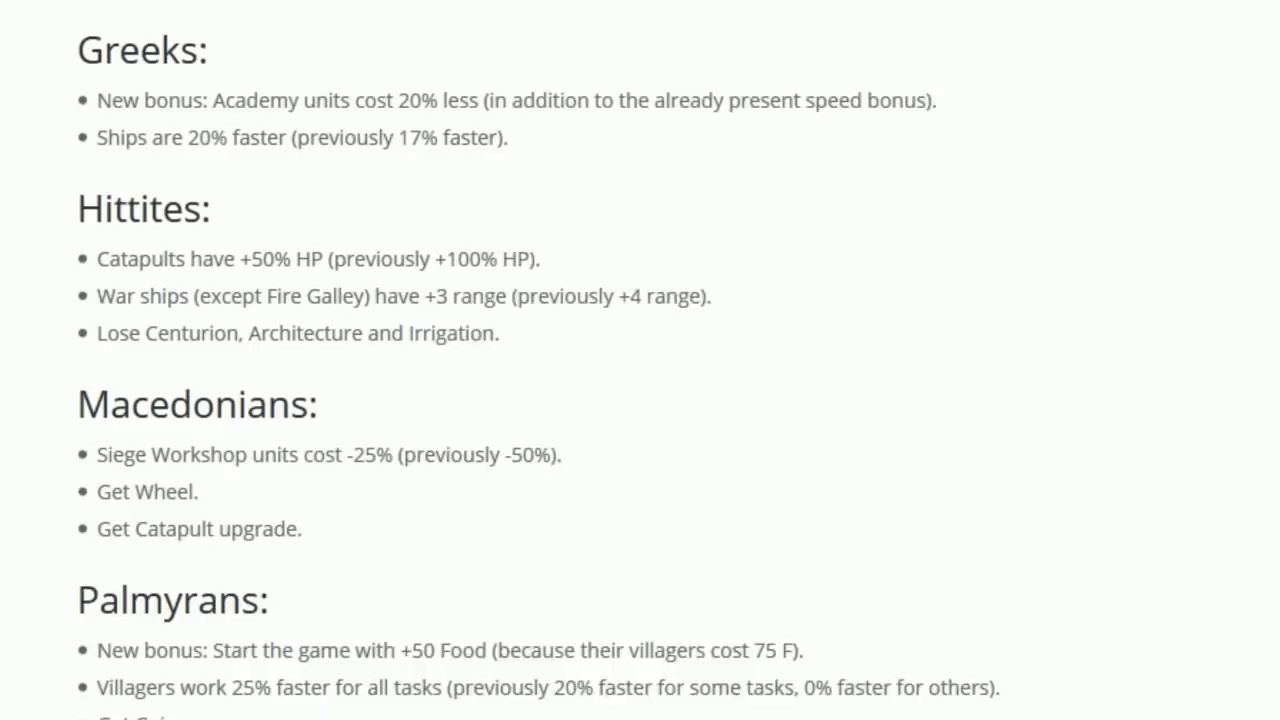 Greeks:
• New bonus: Academy units cost 20% less (in addition to the already present speed bonus).
• Ships are 20% faster (previously 17% faster).
Hittites:
• Catapults have +50% HP (previously +100% HP).
• War ships (except Fire Galley) have +3 range (previously +4 range).
• Lose Centurion, Architecture and Irrigation.
Macedonians:
• Siege Workshop units cost -25% (previously -50%).
• Get Wheel.
• Get Catapult upgrade.
Palmyrans:
• New bonus: Start the game with +50 Food (because their villagers cost 75 F).
• Villagers work 25% faster for all tasks (previously 20% faster for some tasks, 0% faster for others).